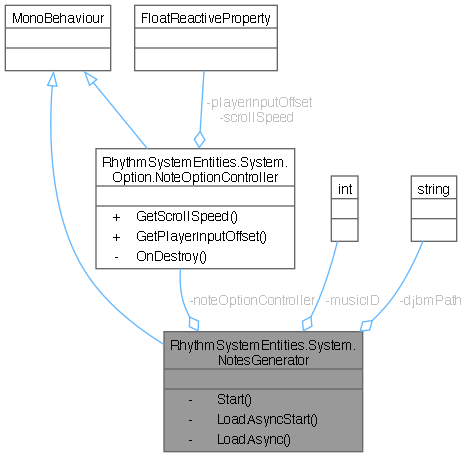 MonoBehaviour
FloatReactiveProperty
-playerInputOffset
-scrollSpeed
RhythmSystemEntities.System.
Option.NoteOptionController
+ GetScrollSpeed()
+ GetPlayerInputOffset()
- OnDestroy()
int
string
-noteOptionController
-musicID
-djbmPath
RhythmSystemEntities.System.
NotesGenerator
- Start()
- LoadAsyncStart()
- LoadAsync()